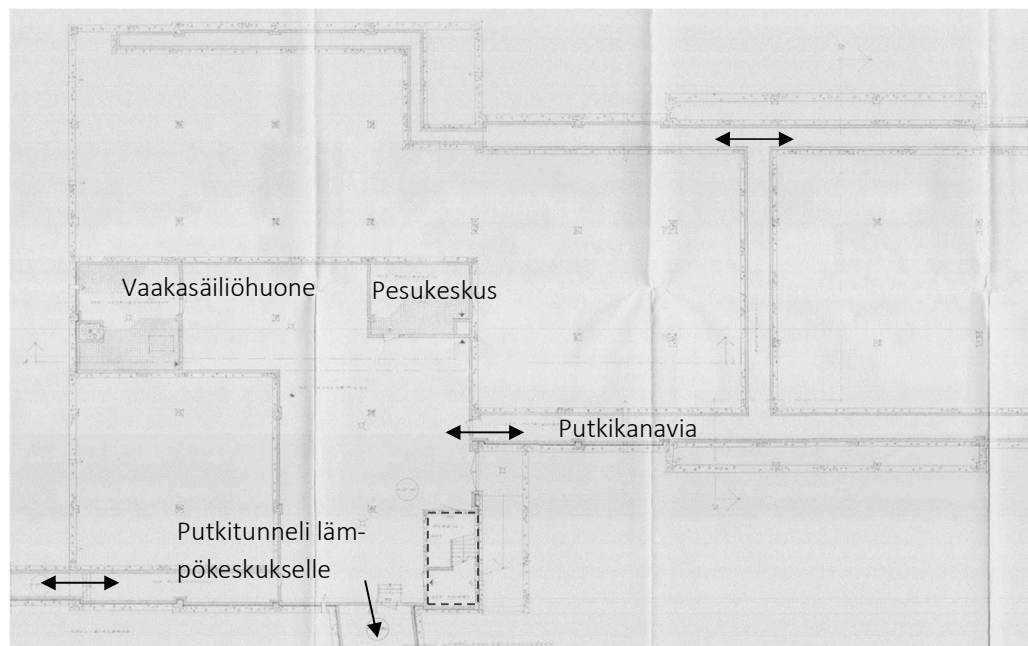 Vaakasäiliöhuone
Pesukeskus
Putkikanavia
Putkitunneli läm-
pökeskukselle